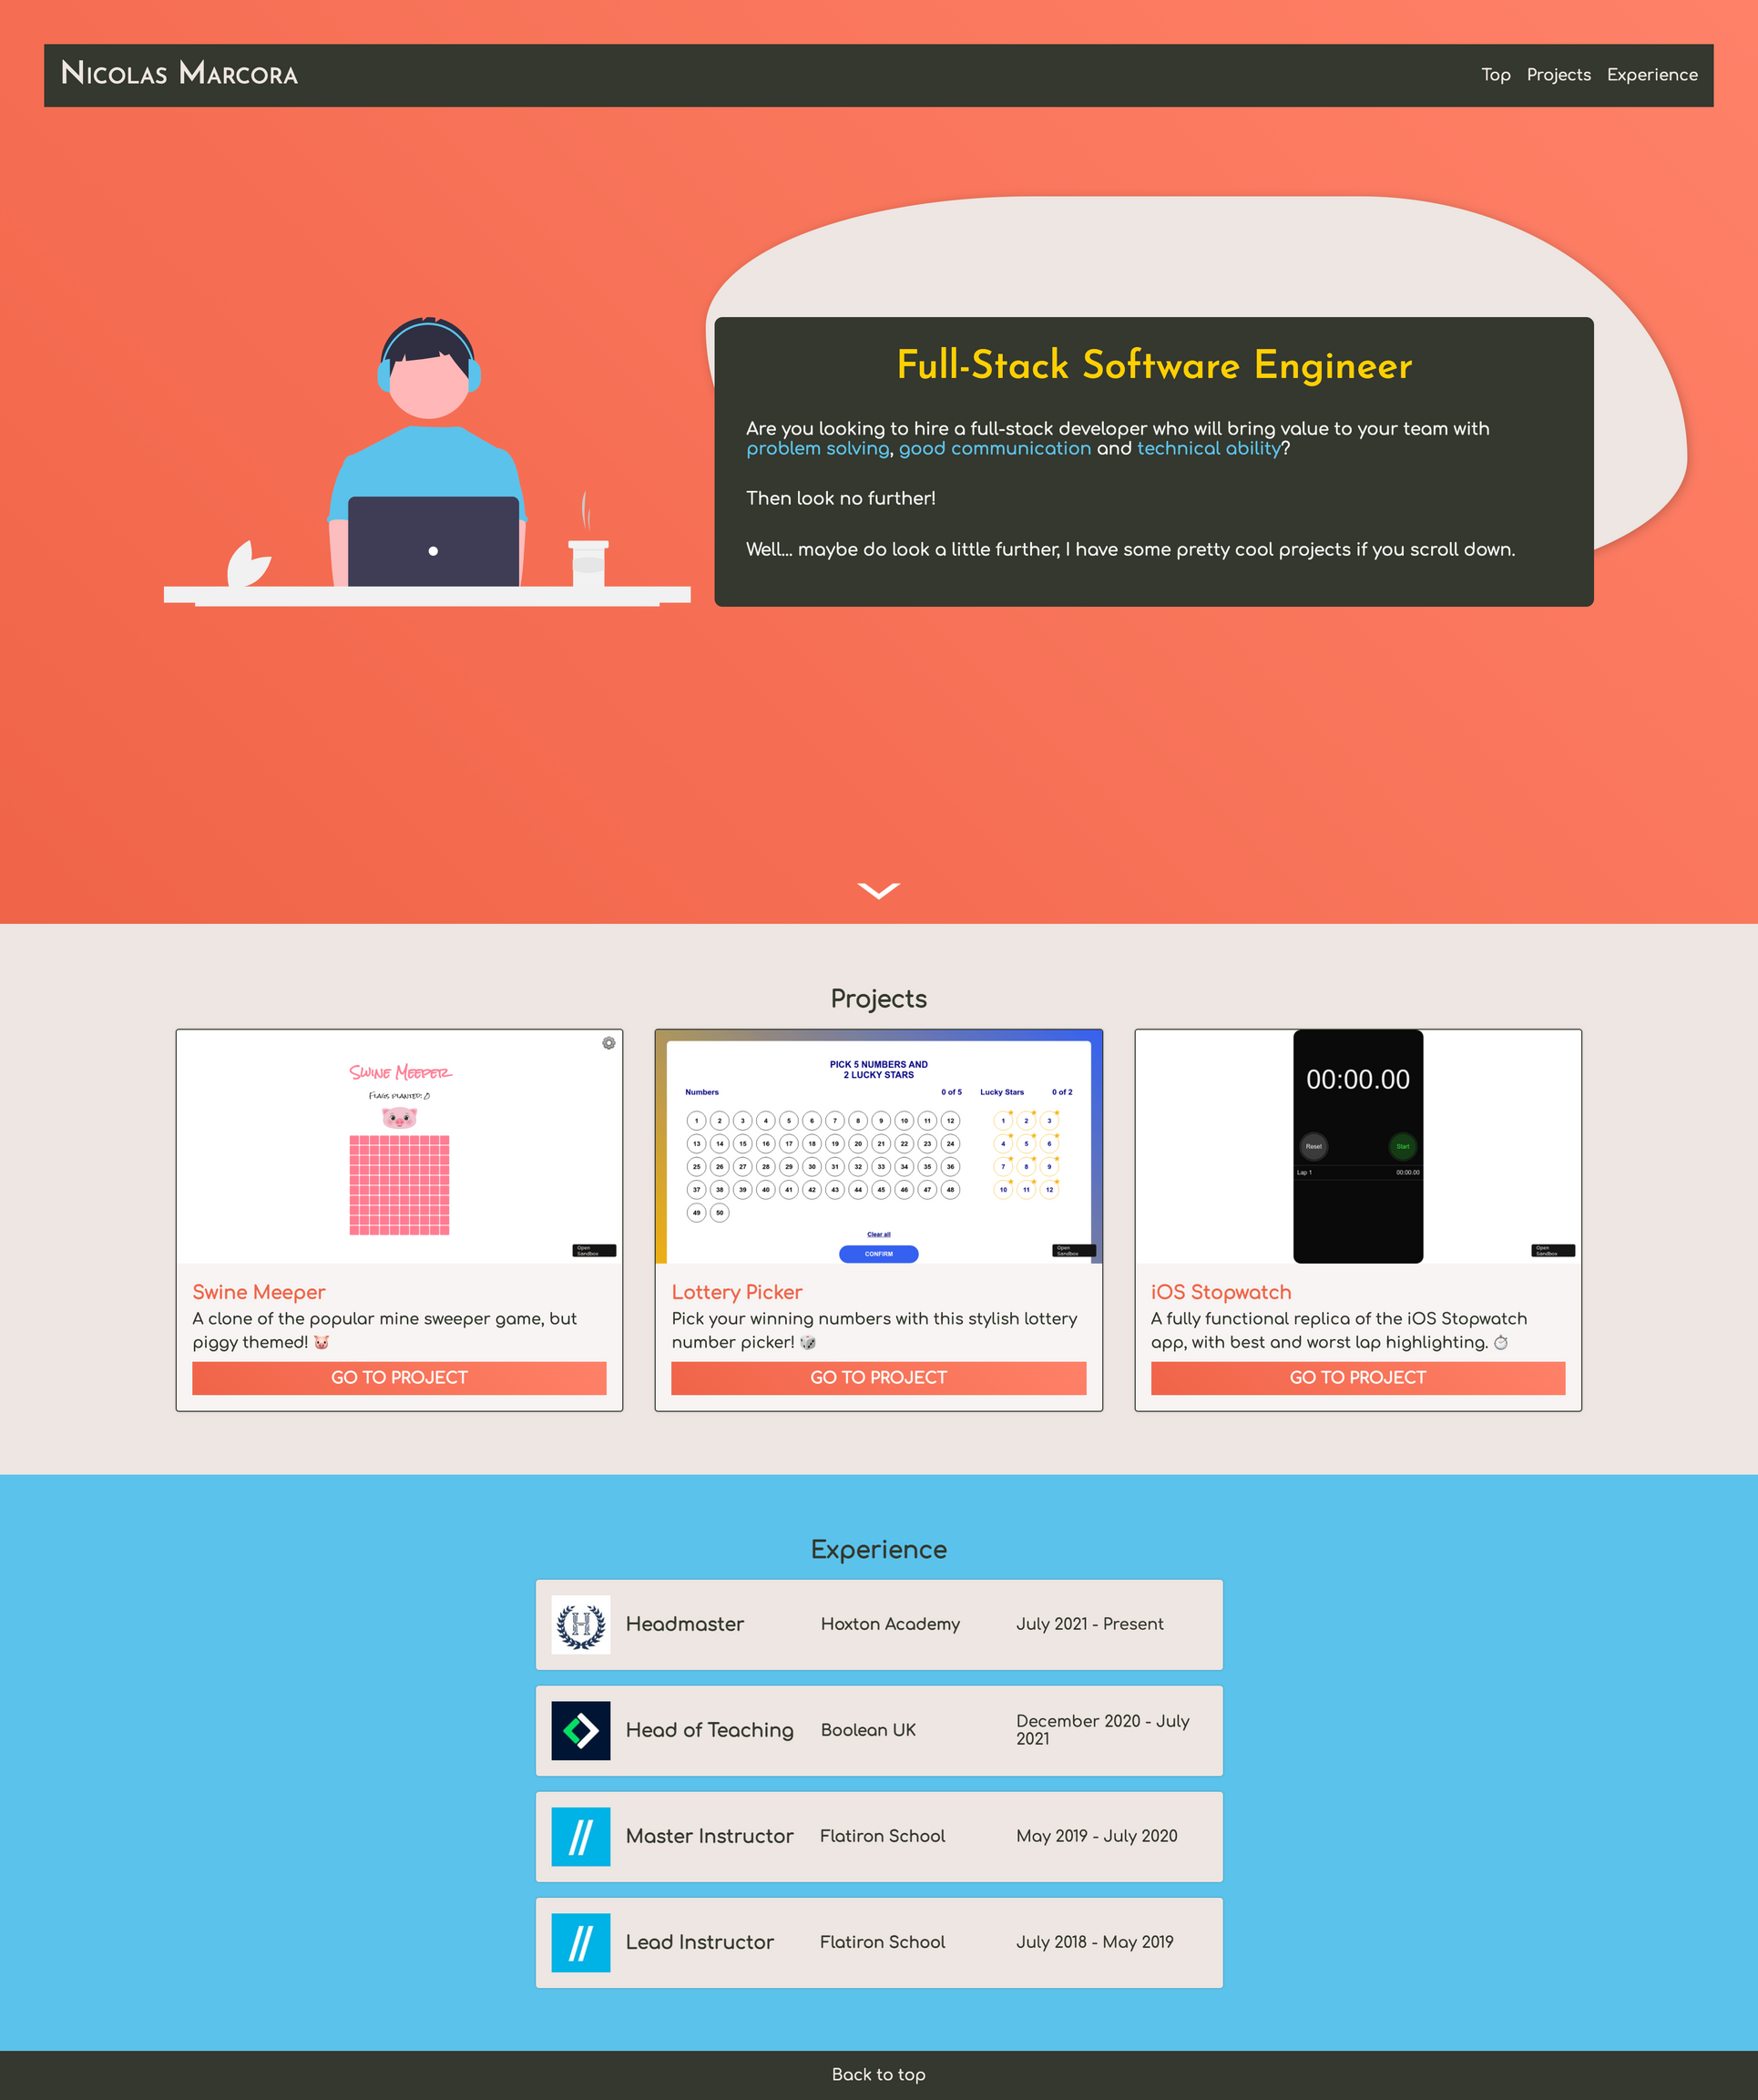 Nicolas Marcora
Top Projects Experience
Full-Stack Software Engineer
Are you looking to hire a full-stack developer who will bring value to your team with
problem solving, good communication and technical ability?
Then look no further!
Well... maybe do look a little further, I have some pretty cool projects if you scroll down.
Projects
Swine Meeper
Flags planted: 0
Open
Sandbox
Swine Meeper
A clone of the popular mine sweeper game, but
piggy themed! 🐷
GO TO PROJECT
PICK 5 NUMBERS AND
2 LUCKY STARS
Numbers 0 of 5 Lucky Stars 0 of 2
1 2 3 4 5 6 7 8 9 10 11 12 1 2 3
13 14 15 16 17 18 19 20 21 22 23 24 4 5 6
25 26 27 28 29 30 31 32 33 34 35 36 7 8 9
37 38 39 40 41 42 43 44 45 46 47 48 10 11 12
49 50
Clear all
CONFIRM
Open
Sandbox
Lottery Picker
Pick your winning numbers with this stylish lottery
number picker! 🎲
GO TO PROJECT
00:00.00
Reset Start
Lap 1 00:00.00
Open
Sandbox
iOS Stopwatch
A fully functional replica of the iOS Stopwatch
app, with best and worst lap highlighting. ⏱
GO TO PROJECT
Experience
H
Headmaster Hoxton Academy July 2021 - Present
Head of Teaching Boolean UK December 2020 - July
2021
Master Instructor Flatiron School May 2019 - July 2020
Lead Instructor Flatiron School July 2018 - May 2019
Back to top